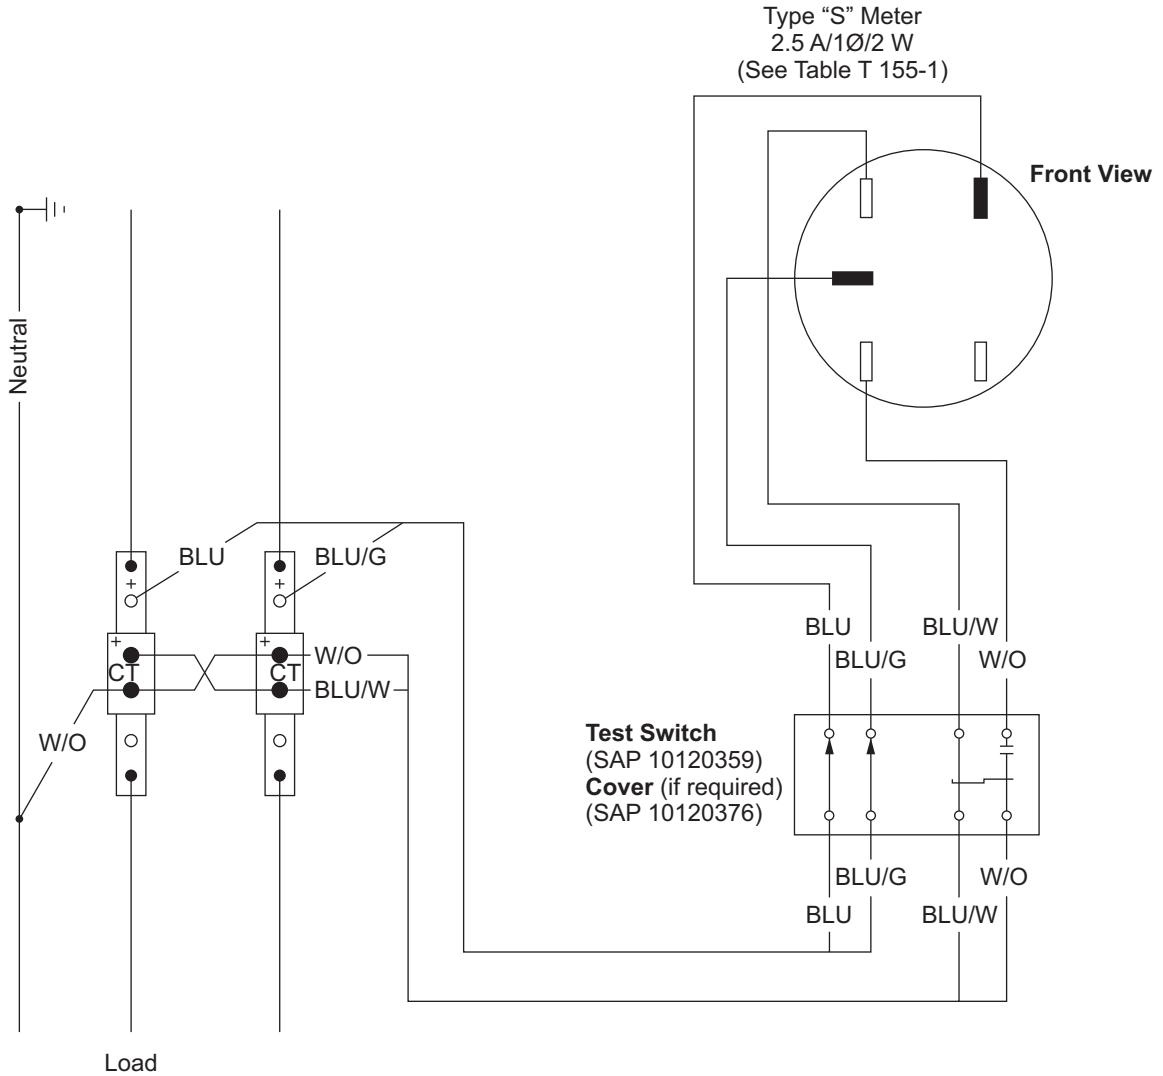 Type “S” Meter
2.5 A/1Ø/2 W
(See Table T 155-1)
Front View
Neutral
BLU
BLU/G
+
+
+
+
CT
CT
W/O
BLU/W
W/O
BLU
BLU/W
BLU/G
W/O
Test Switch
(SAP 10120359)
Cover (if required)
(SAP 10120376)
BLU/G
W/O
BLU
BLU/W
Load